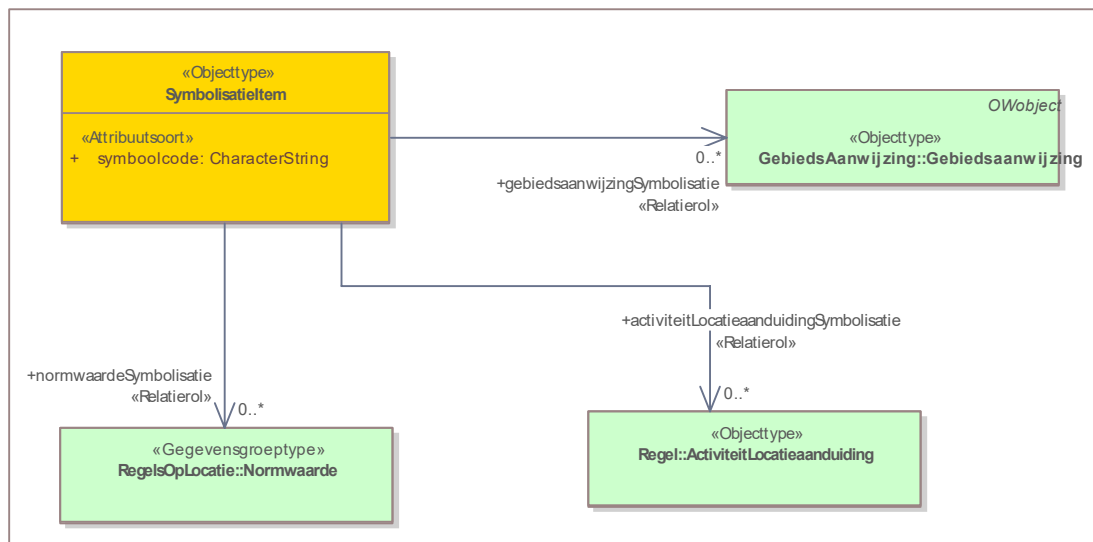 «Objecttype»
SymbolisatieItem
«Attribuutsoort»
+ symboolcode: CharacterString
OWobject
«Objecttype»
GebiedsAanwijzing::Gebiedsaanwijzing
0..*
+gebiedsaanwijzingSymbolisatie
«Relatierol»
+activiteitLocatieaanduidingSymbolisatie
«Relatierol»
+normwaardeSymbolisatie
«Relatierol»
0..*
0..*
«Gegevensgroeptype»
RegelsOpLocatie::Normwaarde
«Objecttype»
Regel::ActiviteitLocatieaanduiding